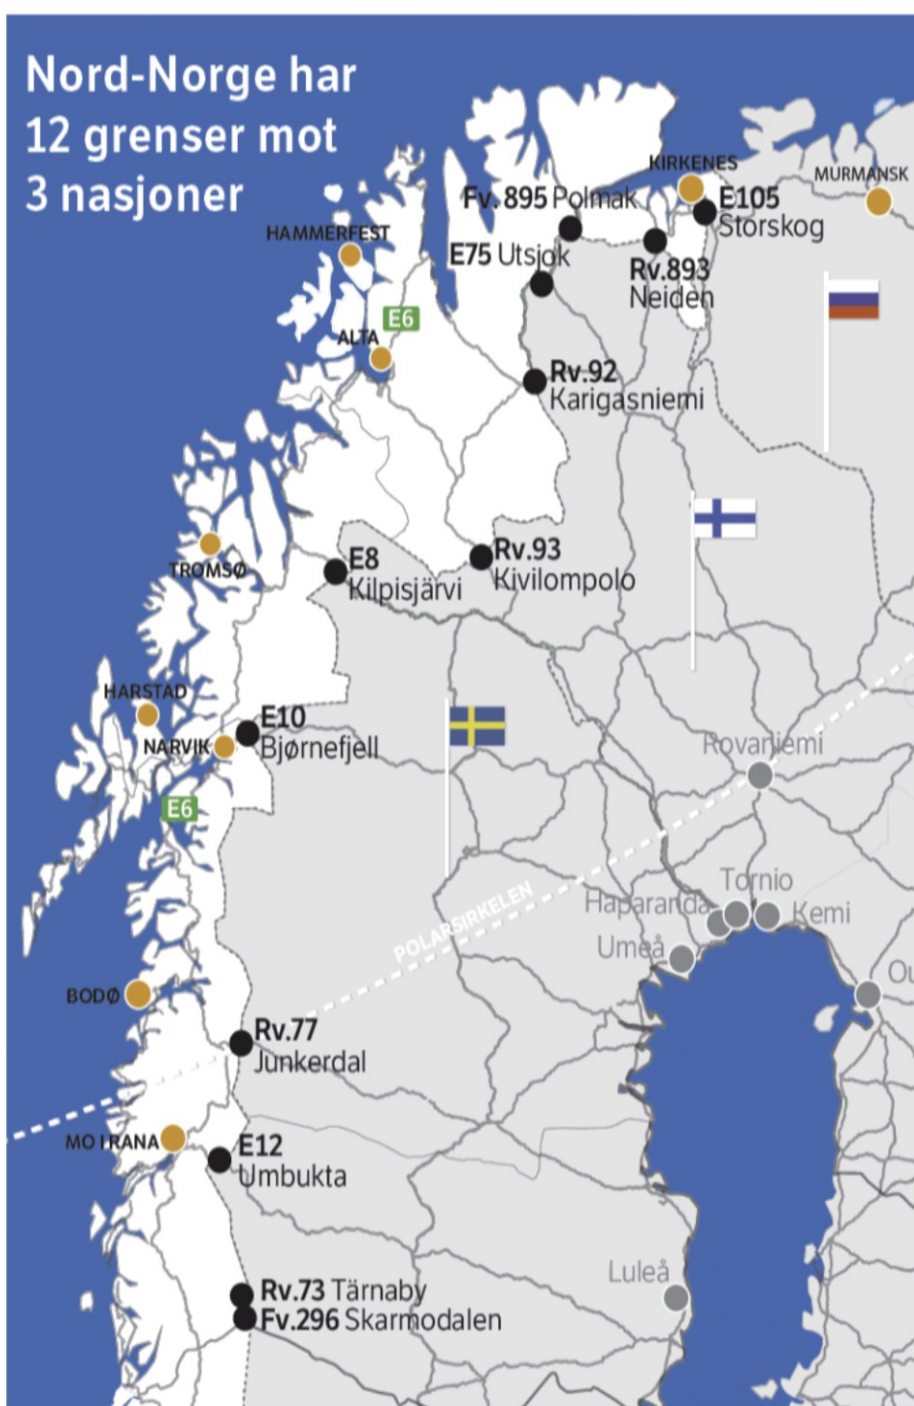 Nord-Norge har
12 grenser mot
3 nasjoner
KIRKENES
MURMANSK
Fv. 895 Polmak
E105
Storskog
HAMMERFEST
E75 Utsjok
Rv.893
Neiden
E6
ALTA
Rv.92
Karigasniemi
TROMSØ
E8
Kilpisjärvi
Rv.93
Kivilompolo
HARSTAD
E10
Bjørnefjell
NARVIK
Rovaniemi
E6
POLARSIRKELEN
Tornio
Haparanda
Kemi
Umeå
Ou
BODØ
Rv.77
Junkerdal
MO I RANA
E12
Umbukta
Luleå
Rv.73 Tärnaby
Fv.296 Skarmodalen